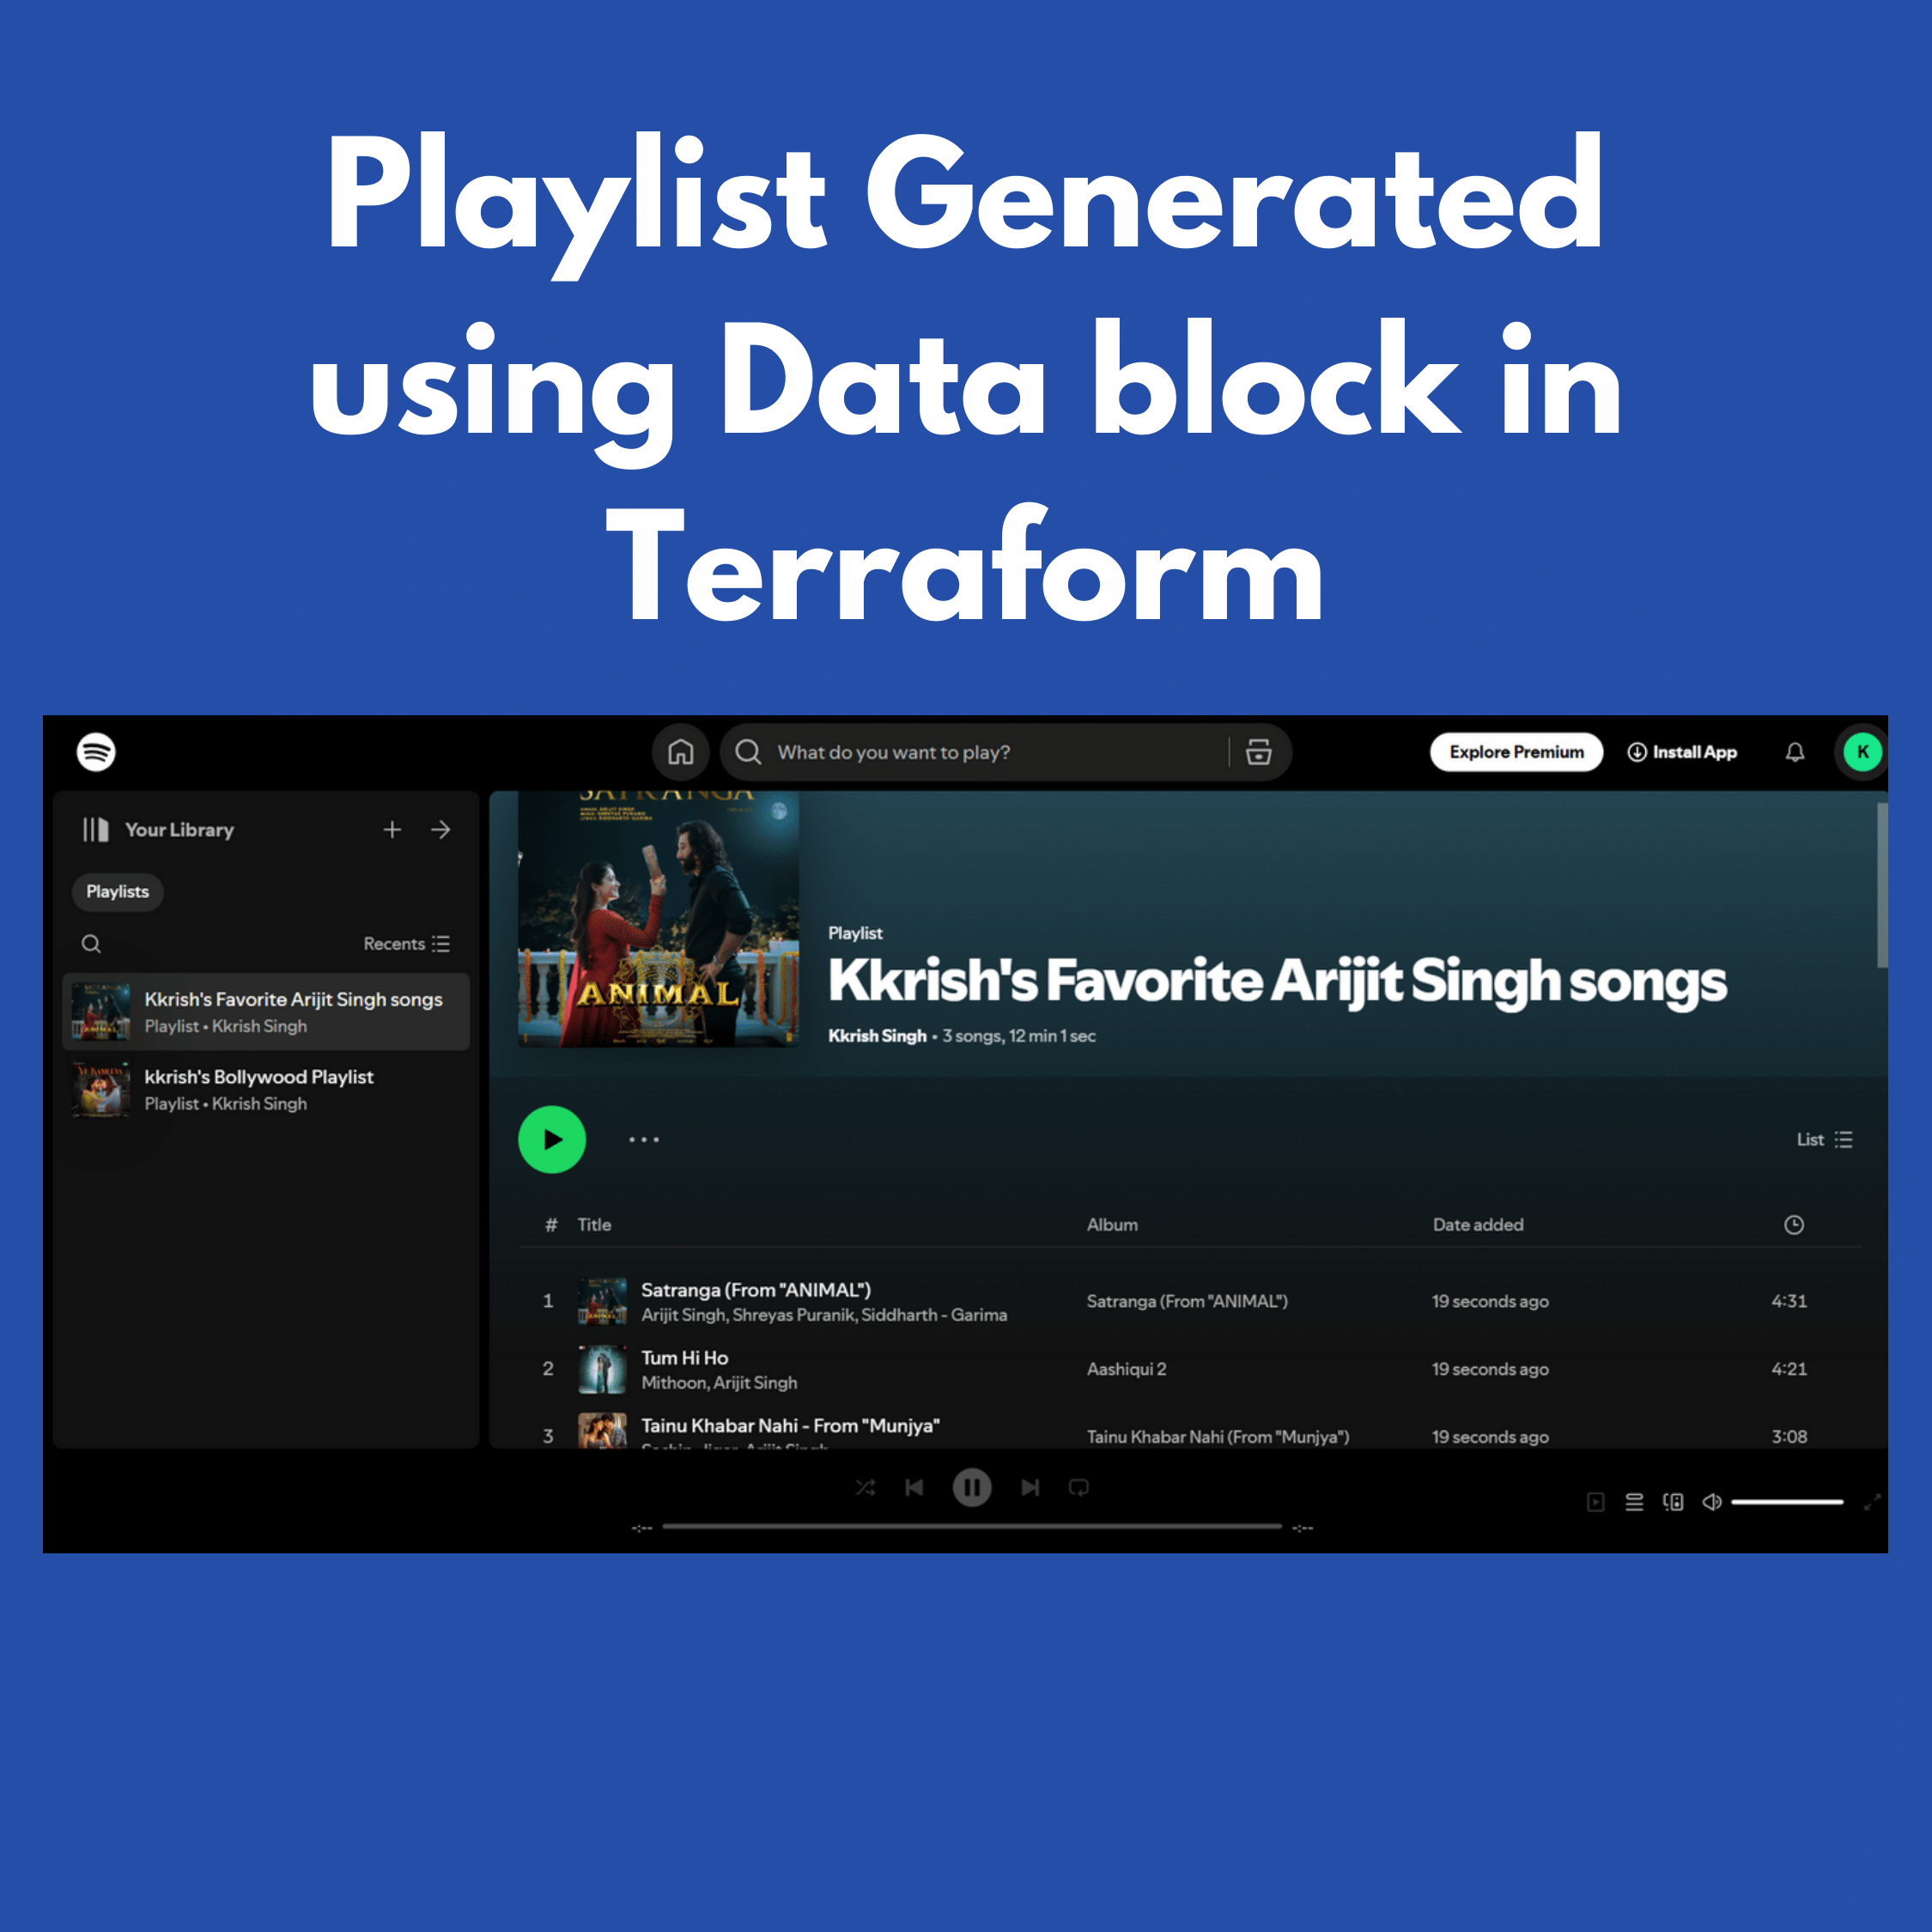 Playlist Generated
using Data block in
Terraform
What do you want to play?
Explore Premium
Install App
K
Your Library
Playlists
Recents
Kkrish's Favorite Arijit Singh songs
Playlist • Kkrish Singh
kkrish's Bollywood Playlist
Playlist • Kkrish Singh
SATRANGA
ANIMAL
Playlist
Kkrish's Favorite Arijit Singh songs
Kkrish Singh • 3 songs, 12 min 1 sec
List
# Title Album Date added
1 Satranga (From "ANIMAL") Satranga (From "ANIMAL") 19 seconds ago 4:31
Arijit Singh, Shreyas Puranik, Siddharth - Garima
2 Tum Hi Ho Aashiqui 2 19 seconds ago 4:21
Mithoon, Arijit Singh
3 Tainu Khabar Nahi - From "Munjya" Tainu Khabar Nahi (From "Munjya") 19 seconds ago 3:08
Sachin-Jigar, Arijit Singh
-:-- -:--